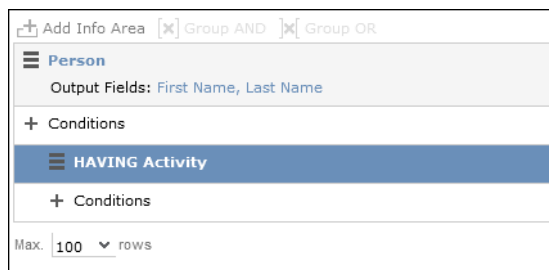 Add Info Area [x] Group AND ]x[ Group OR
Person
Output Fields: First Name, Last Name
+ Conditions
HAVING Activity
+ Conditions
Max. 100 rows